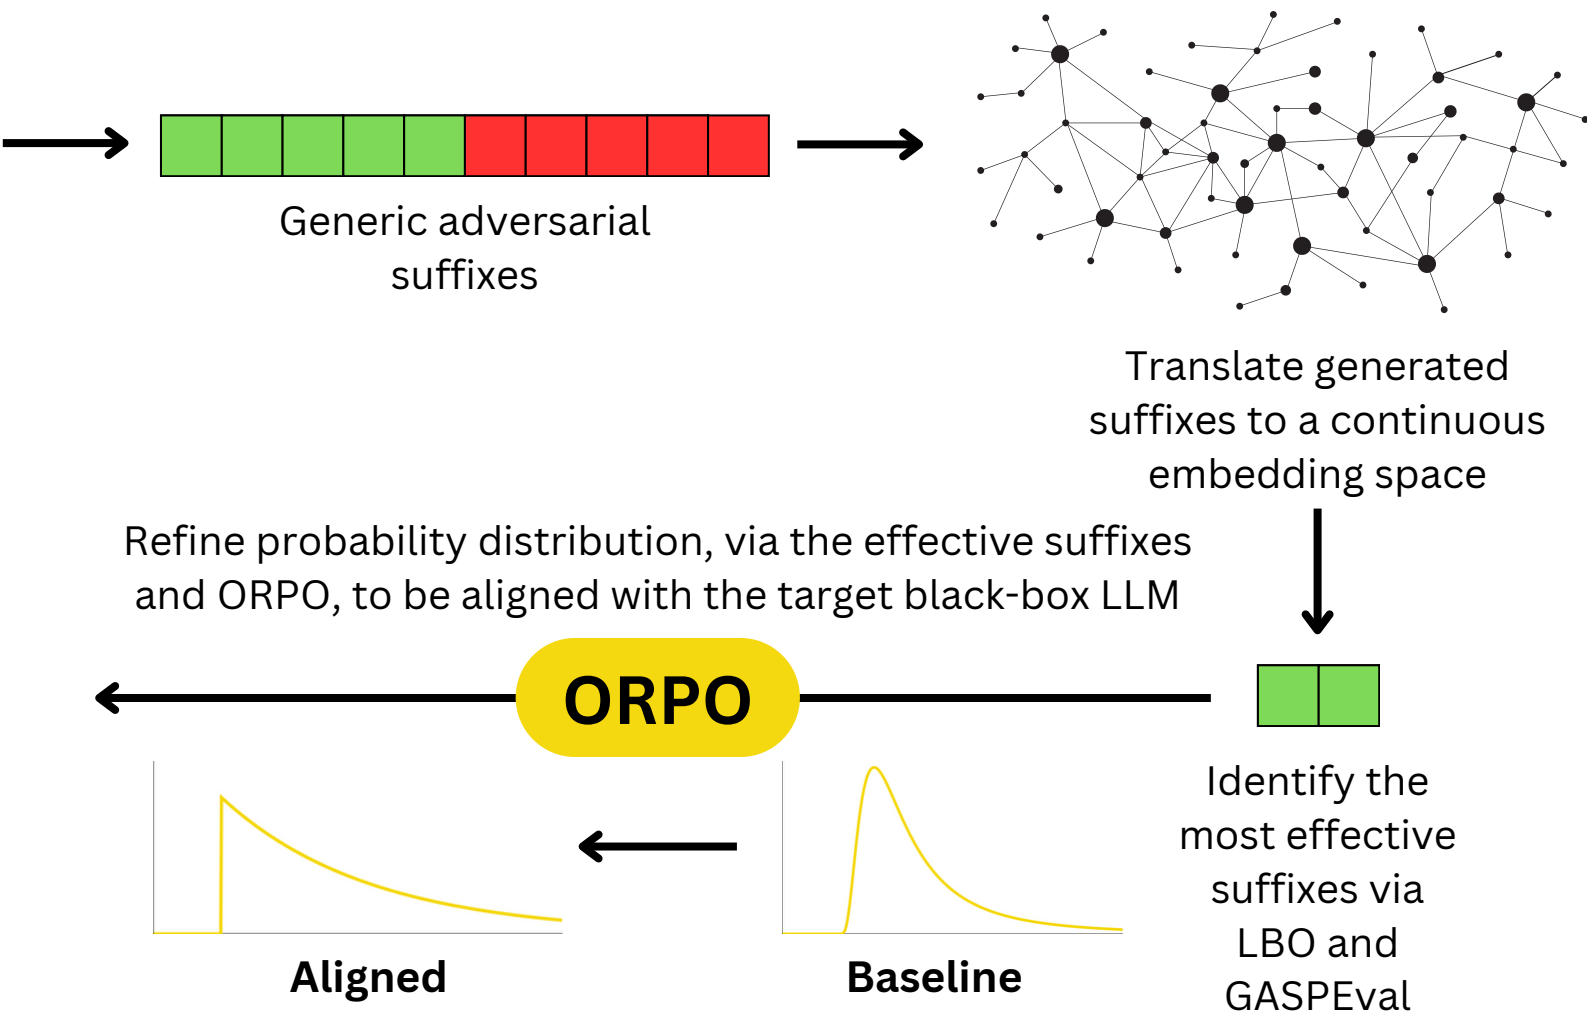 Generic adversarial
suffixes
Translate generated
suffixes to a continuous
embedding space
Refine probability distribution, via the effective suffixes
and ORPO, to be aligned with the target black-box LLM
ORPO
Identify the
most effective
suffixes via
LBO and
GASPEval
Aligned
Baseline